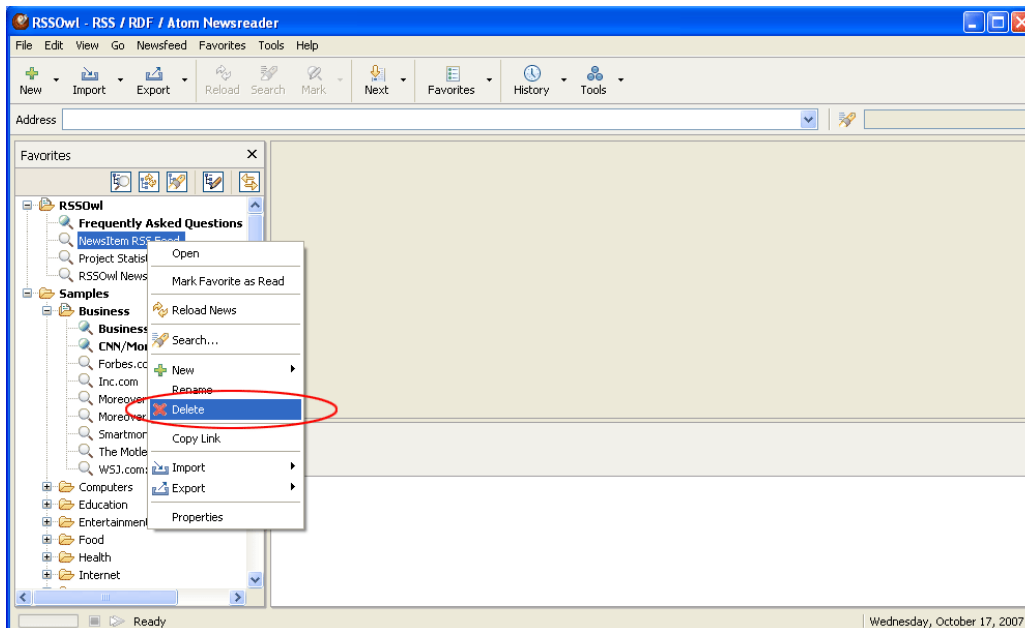 RSSOwl - RSS / RDF / Atom Newsreader
File Edit View Go Newsfeed Favorites Tools Help
New Import Export Reload Search Mark Next Favorites History Tools
Address
Favorites
RSSOwl
Frequently Asked Questions
NewsItem RSS Feed
Project Statist
RSSOwl News
Samples
Business
Business
CNN/Mo
Forbes.co
Inc.com
Moreover
Moreover
Smartmor
The Motle
WSJ.com:
Computers
Education
Entertainment
Food
Health
Internet
Open
Mark Favorite as Read
Reload News
Search...
New
Rename
Delete
Copy Link
Import
Export
Properties
Ready
Wednesday, October 17, 2007